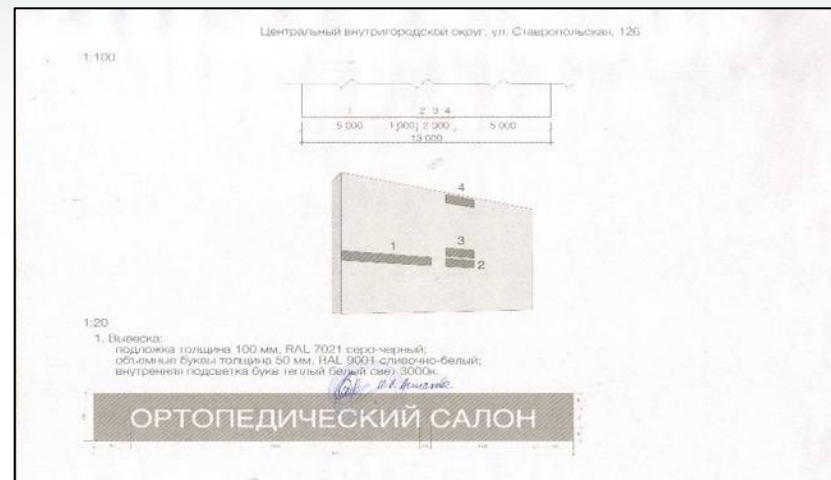 Центральный внутригородской округ, ул. Ставропольская, 126
1:100
1 2 3 4
5 000 1 000 2 000 5 000
13 000
4
1 3
2
1:20
1. Вывеска:
подложка толщина 100 мм, RAL 7021 серо-черный;
объемные буквы толщина 50 мм, RAL 9001 сливочно-белый;
внутренняя подсветка букв теплый белый свет 3000к.
ОРТОПЕДИЧЕСКИЙ САЛОН